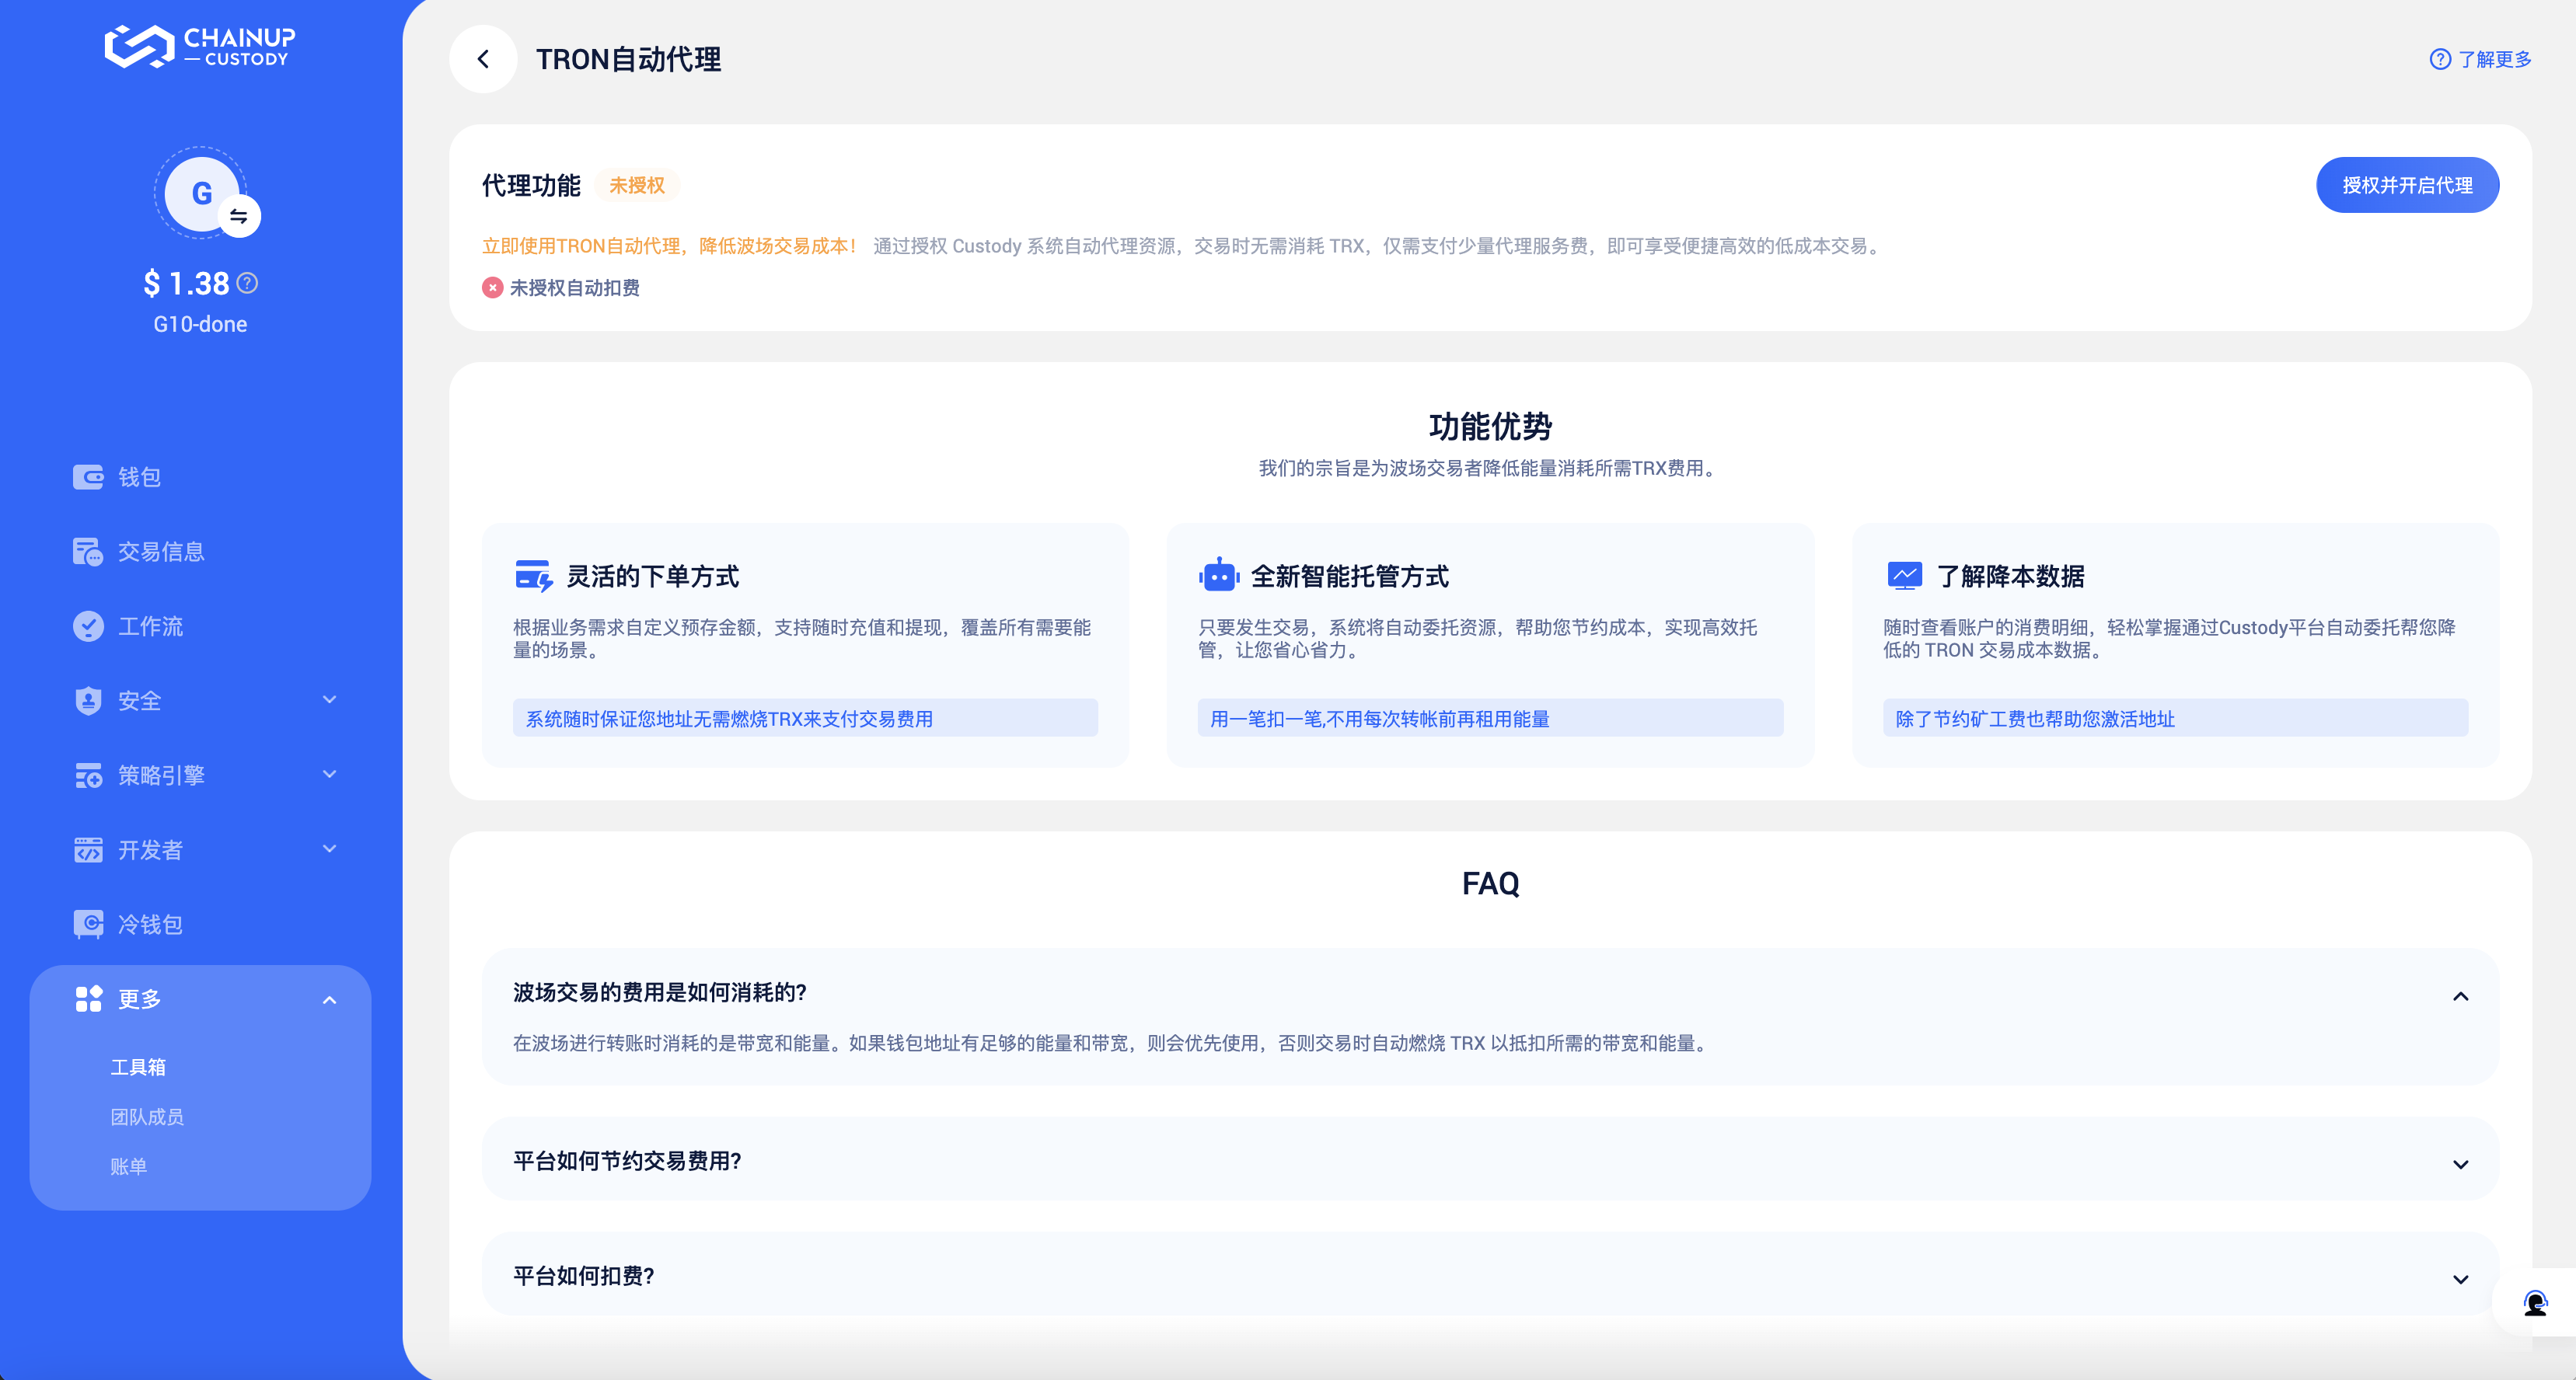 CHAINUP
CUSTODY
G
$ 1.38
G10-done
钱包
交易信息
工作流
安全
策略引擎
开发者
冷钱包
更多
工具箱
团队成员
账单
TRON自动代理
了解更多
代理功能
未授权
授权并开启代理
立即使用TRON自动代理，降低波场交易成本！ 通过授权 Custody 系统自动代理资源，交易时无需消耗 TRX，仅需支付少量代理服务费，即可享受便捷高效的低成本交易。
未授权自动扣费
功能优势
我们的宗旨是为波场交易者降低能量消耗所需TRX费用。
灵活的下单方式
根据业务需求自定义预存金额，支持随时充值和提现，覆盖所有需要能
量的场景。
系统随时保证您地址无需燃烧TRX来支付交易费用
全新智能托管方式
只要发生交易，系统将自动委托资源，帮助您节约成本，实现高效托
管，让您省心省力。
用一笔扣一笔,不用每次转帐前再租用能量
了解降本数据
随时查看账户的消费明细，轻松掌握通过Custody平台自动委托帮您降
低的 TRON 交易成本数据。
除了节约矿工费也帮助您激活地址
FAQ
波场交易的费用是如何消耗的?
在波场进行转账时消耗的是带宽和能量。如果钱包地址有足够的能量和带宽，则会优先使用，否则交易时自动燃烧 TRX 以抵扣所需的带宽和能量。
平台如何节约交易费用?
平台如何扣费?